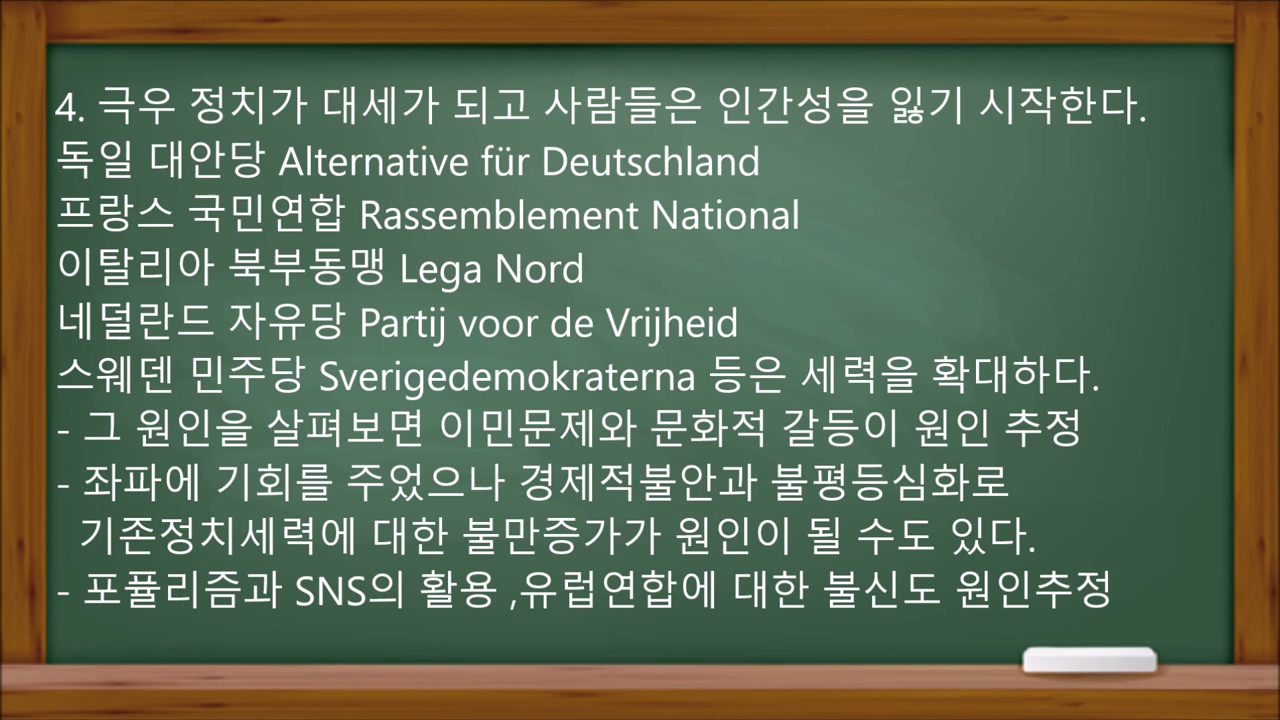 4. 극우 정치가 대세가 되고 사람들은 인간성을 잃기 시작한다.
독일 대안당 Alternative für Deutschland
프랑스 국민연합 Rassemblement National
이탈리아 북부동맹 Lega Nord
네덜란드 자유당 Partij voor de Vrijheid
스웨덴 민주당 Sverigedemokraterna 등은 세력을 확대하다.
- 그 원인을 살펴보면 이민문제와 문화적 갈등이 원인 추정
- 좌파에 기회를 주었으나 경제적불안과 불평등심화로
기존정치세력에 대한 불만증가가 원인이 될 수도 있다.
- 포퓰리즘과 SNS의 활용 ,유럽연합에 대한 불신도 원인추정